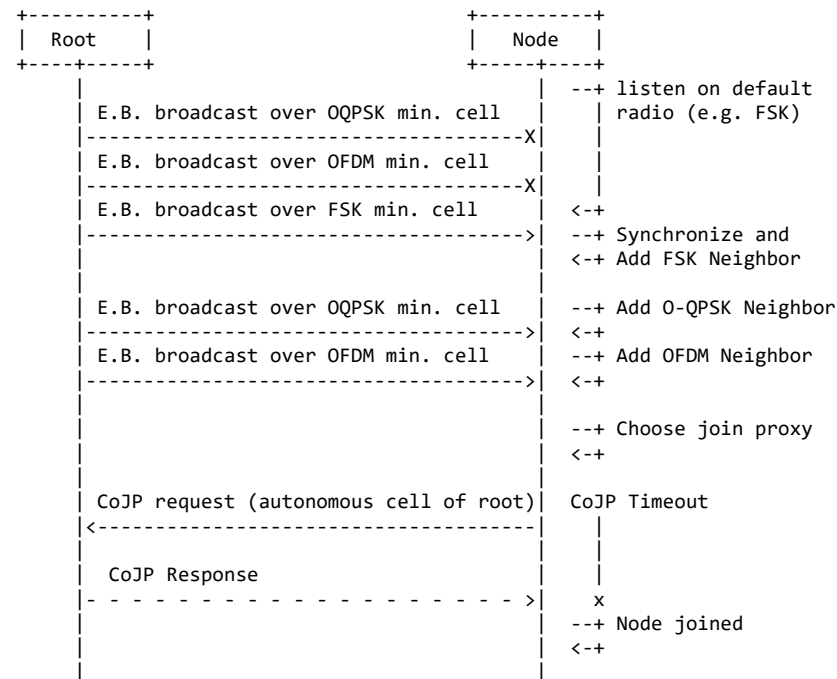 Root Node
listen on default
E.B. broadcast over OQPSK min. cell radio (e.g. FSK)
E.B. broadcast over OFDM min. cell
E.B. broadcast over FSK min. cell
Synchronize and
Add FSK Neighbor
E.B. broadcast over OQPSK min. cell Add O-QPSK Neighbor
E.B. broadcast over OFDM min. cell Add OFDM Neighbor
Choose join proxy
CoJP request (autonomous cell of root) CoJP Timeout
CoJP Response
Node joined